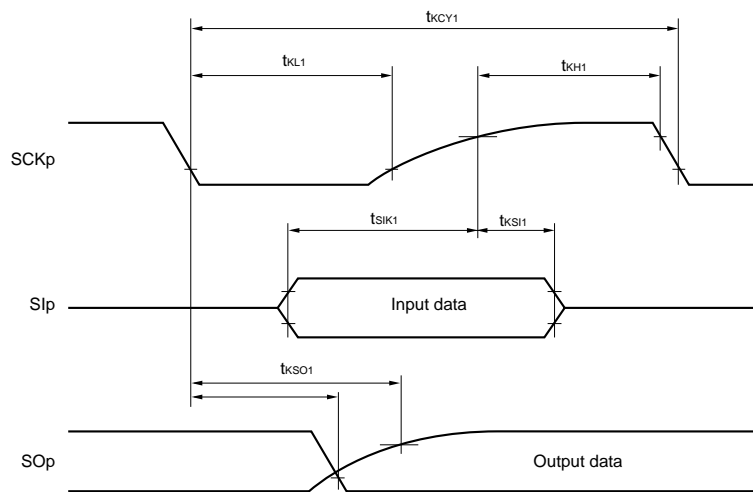 tKCY1
tKL1
tKH1
SCKp
tSIK1
tKSI1
SIp
Input data
tKSO1
SOp
Output data